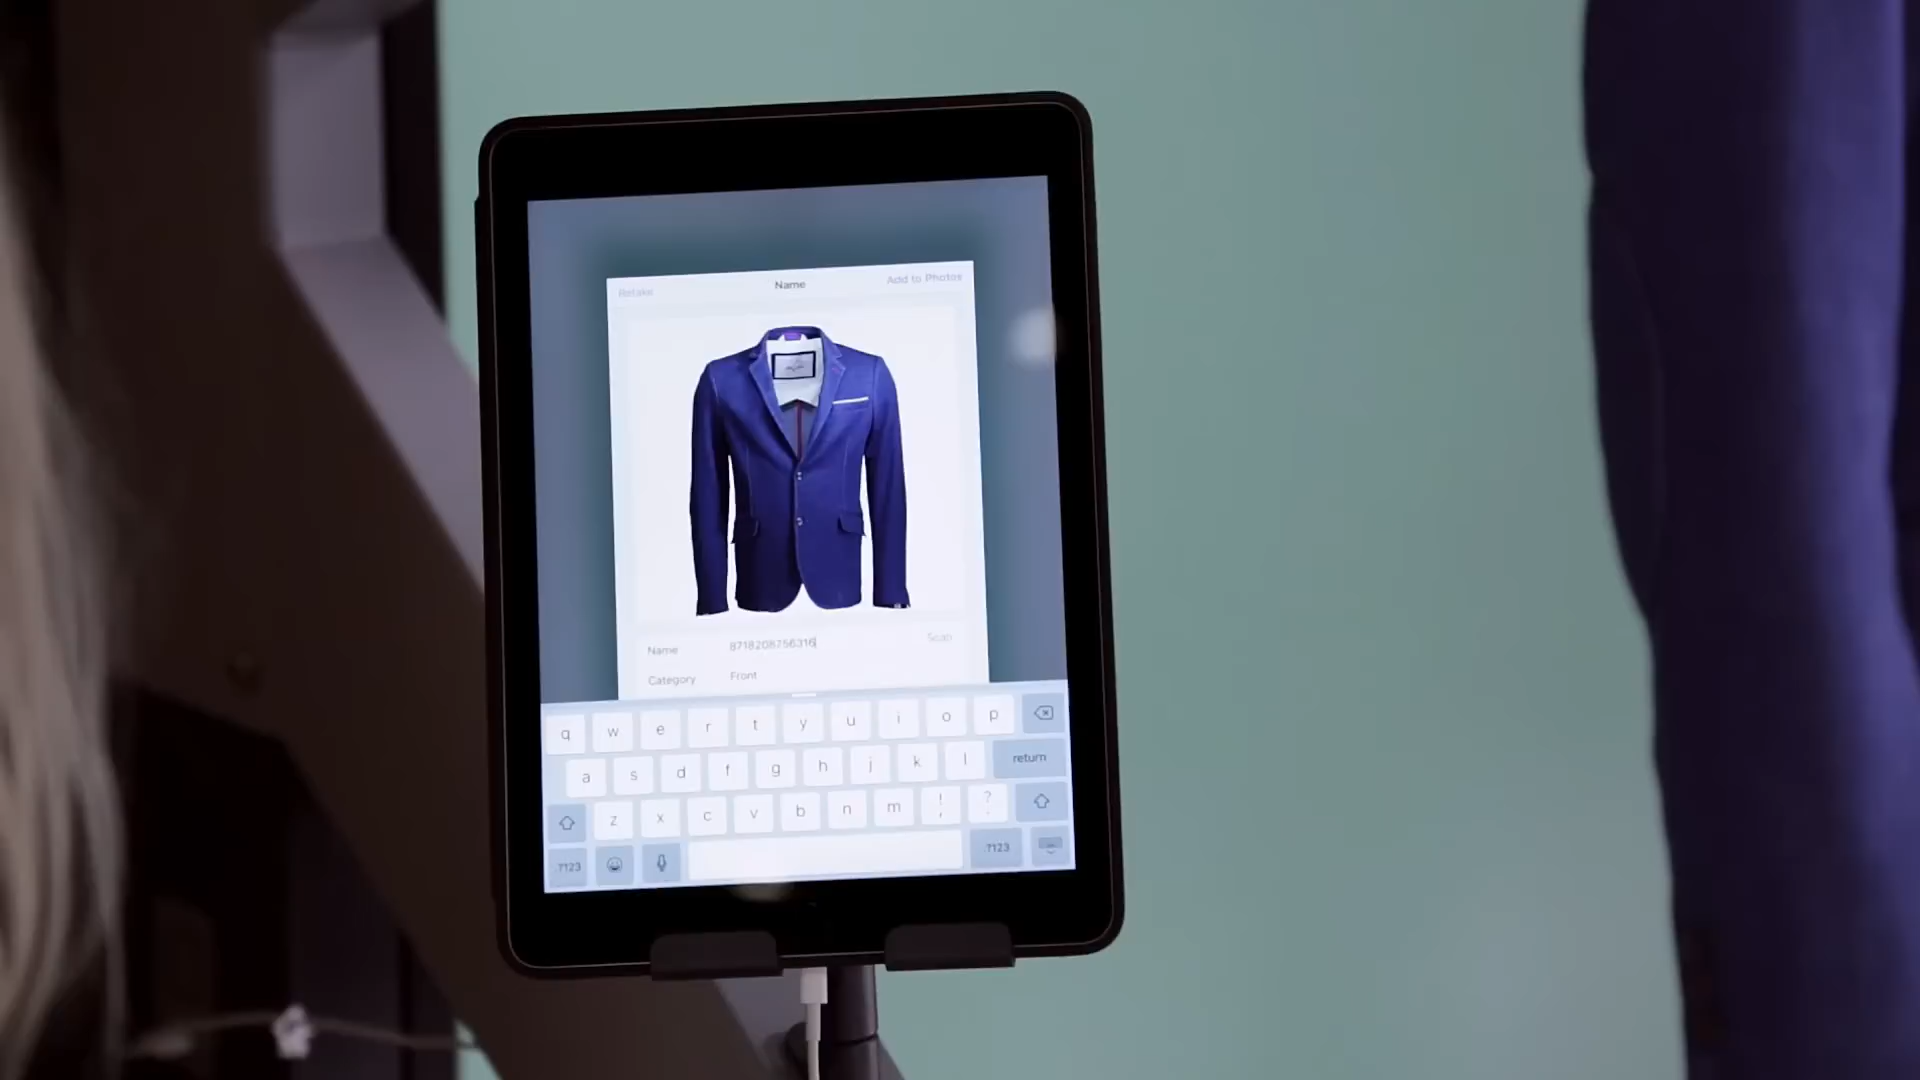 Retake Name Add to Photos
Name 8718208756316 Scan
Category Front
q w e r t y u i o p
a s d f g h j k l return
z x c v b n m ! , ? .
.?123 .?123